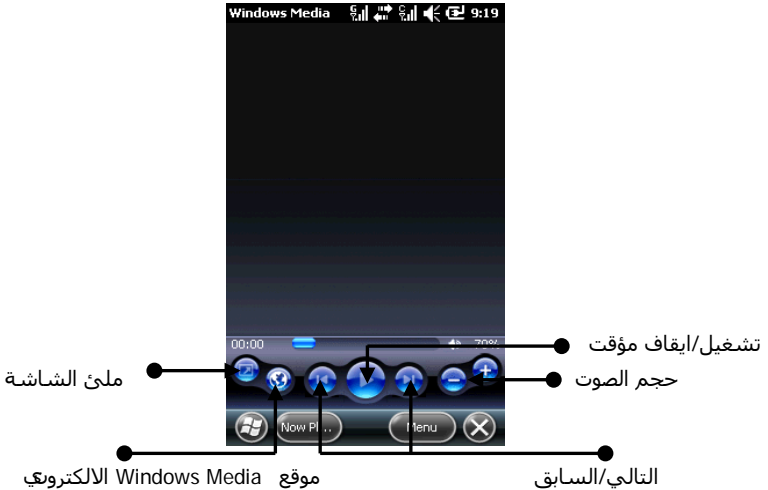 Windows Media 9:19
00:00 70%
تشغيل/ايقاف مؤقت
ملئ الشاشة
حجم الصوت
Now Pl...
Menu
التالي/السابق
موقع Windows Media الالكتروني